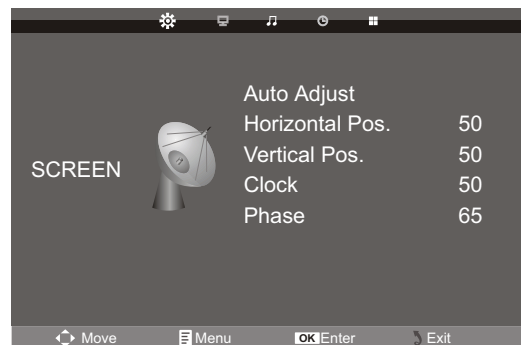 SCREEN
Auto Adjust
Horizontal Pos. 50
Vertical Pos. 50
Clock 50
Phase 65
Move Menu OK Enter Exit